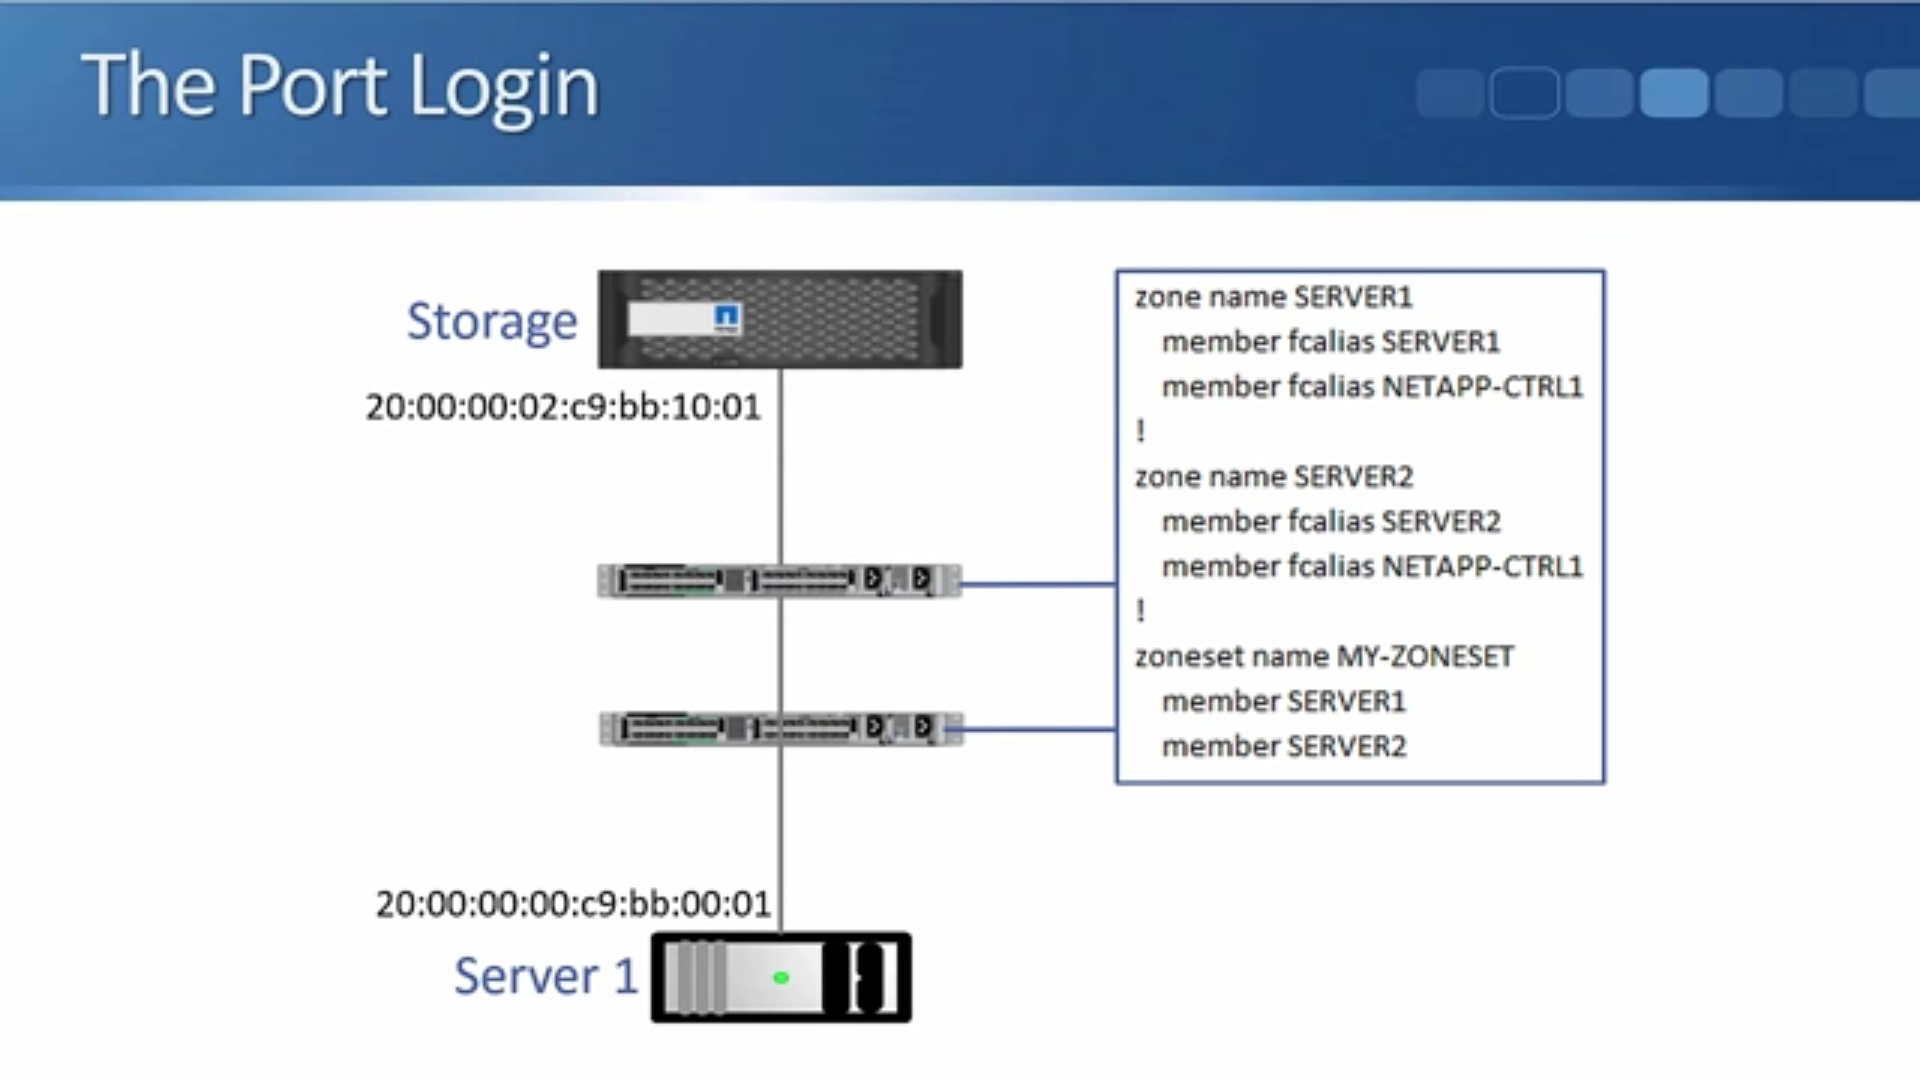 The Port Login
Storage
20:00:00:02:c9:bb:10:01
zone name SERVER1
member fcalias SERVER1
member fcalias NETAPP-CTRL1
!
zone name SERVER2
member fcalias SERVER2
member fcalias NETAPP-CTRL1
!
zoneset name MY-ZONESET
member SERVER1
member SERVER2
20:00:00:00:c9:bb:00:01
Server 1